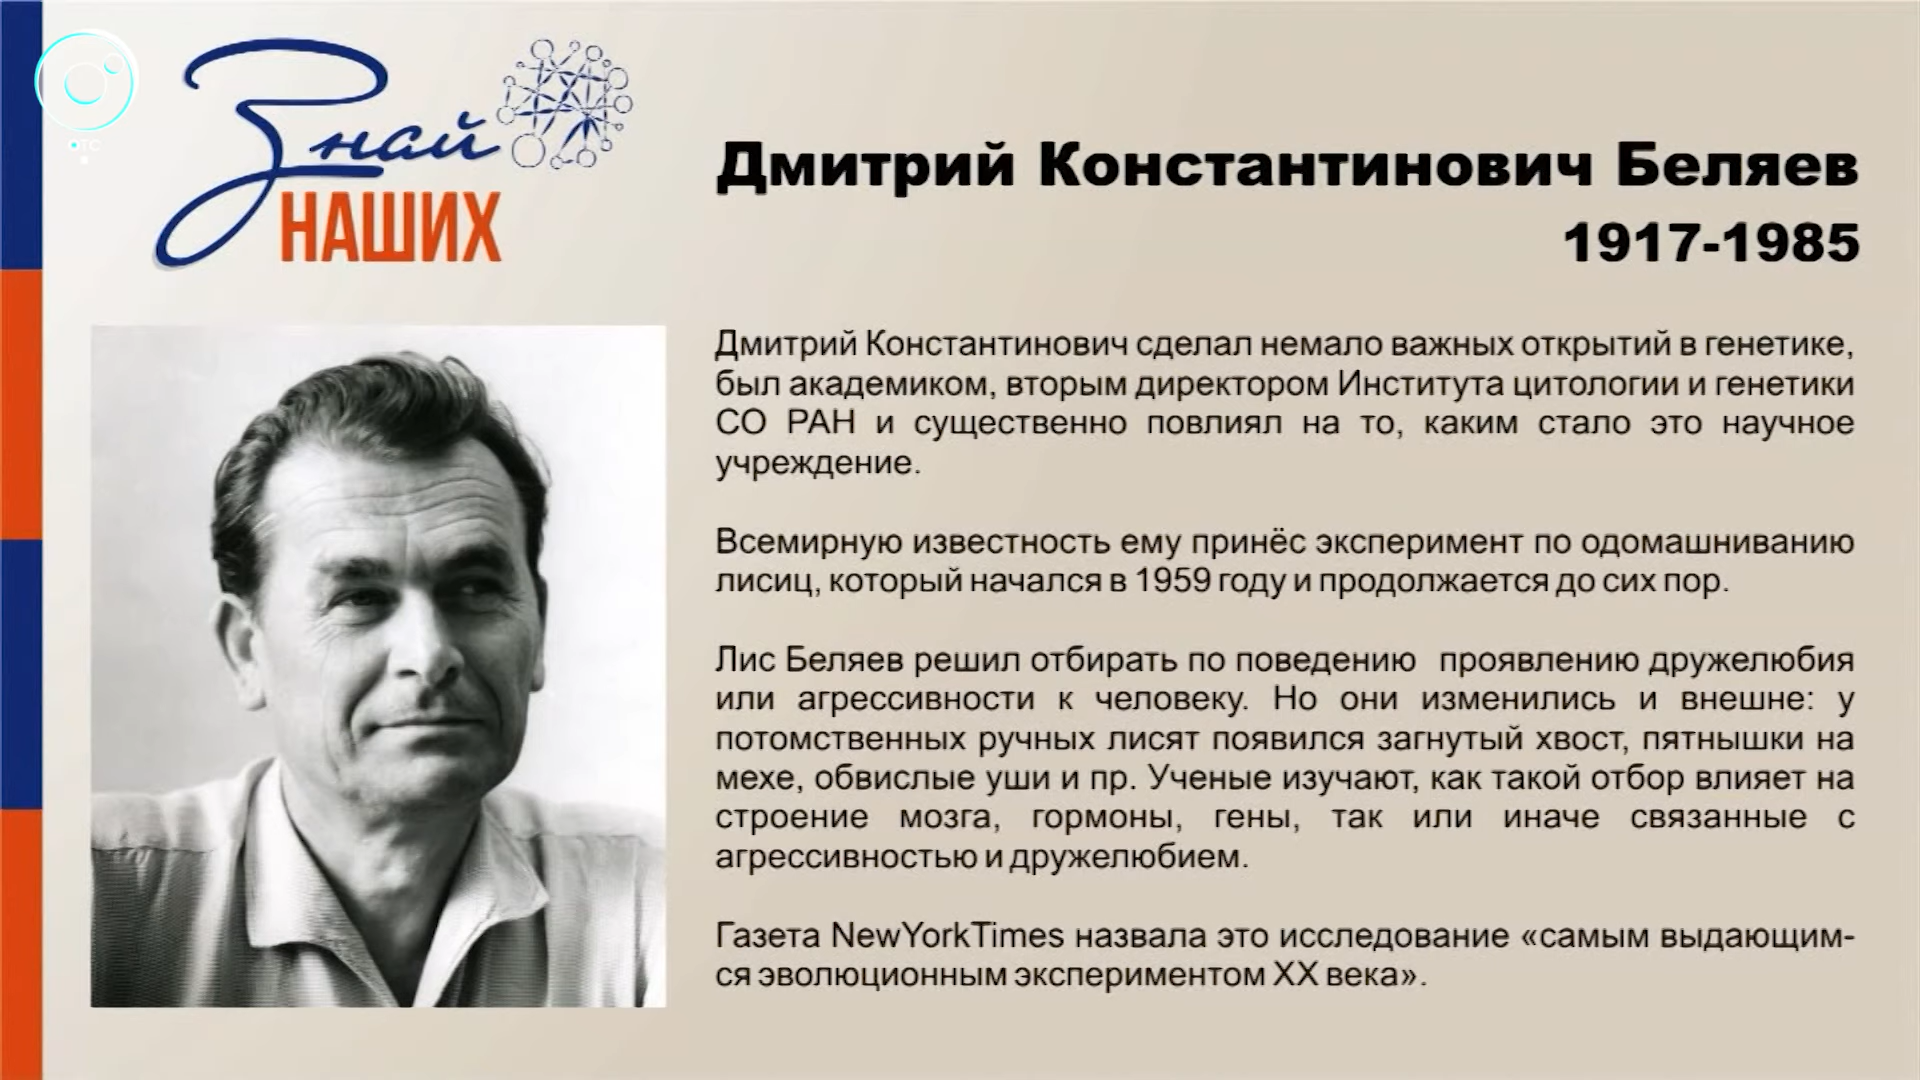 ОТС
Знай
НАШИХ
Дмитрий Константинович Беляев
1917-1985
Дмитрий Константинович сделал немало важных открытий в генетике,
был академиком, вторым директором Института цитологии и генетики
СО РАН и существенно повлиял на то, каким стало это научное
учреждение.
Всемирную известность ему принёс эксперимент по одомашниванию
лисиц, который начался в 1959 году и продолжается до сих пор.
Лис Беляев решил отбирать по поведению проявлению дружелюбия
или агрессивности к человеку. Но они изменились и внешне: у
потомственных ручных лисят появился загнутый хвост, пятнышки на
мехе, обвислые уши и пр. Ученые изучают, как такой отбор влияет на
строение мозга, гормоны, гены, так или иначе связанные с
агрессивностью и дружелюбием.
Газета NewYorkTimes назвала это исследование «самым выдающим-
ся эволюционным экспериментом XX века».